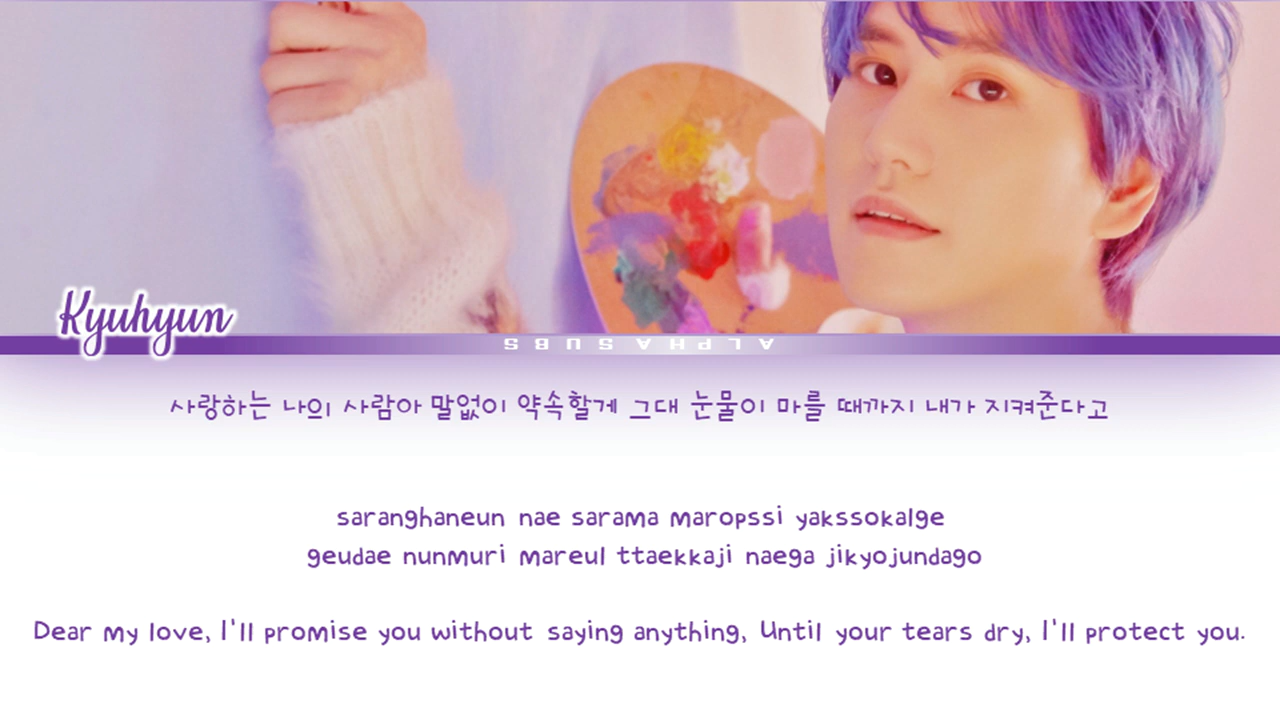 Kyuhyun
ALPHASUBS
사랑하는 나의 사람아 말없이 약속할게 그대 눈물이 마를 때까지 내가 지켜준다고
saranghaneun nae sarama maropssi yakssokalge
geudae nunmuri mareul ttaekkaji naega jikyojundago
Dear my love, I'll promise you without saying anything, Until your tears dry, I'll protect you.